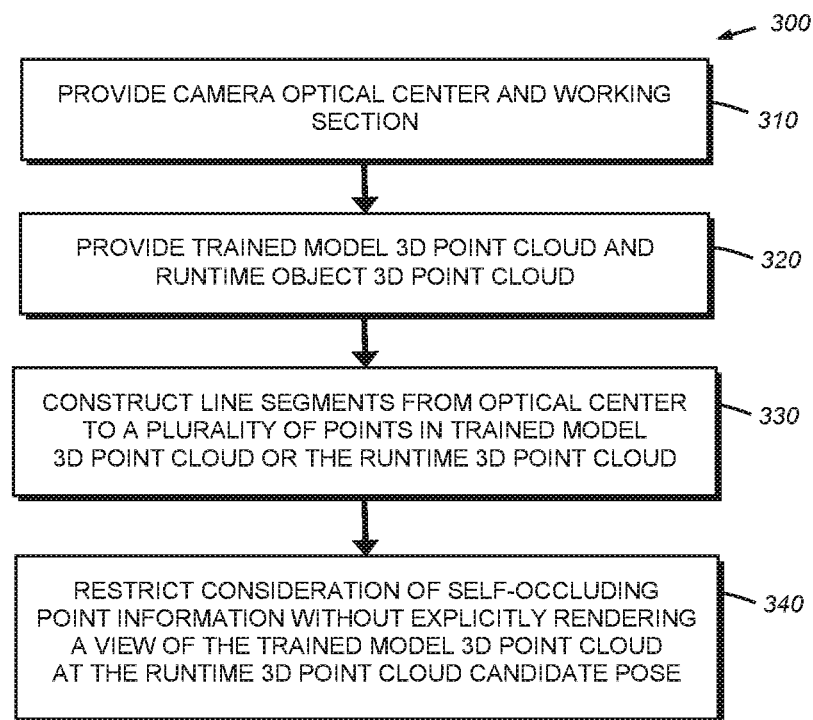 300
PROVIDE CAMERA OPTICAL CENTER AND WORKING
SECTION
310
PROVIDE TRAINED MODEL 3D POINT CLOUD AND
RUNTIME OBJECT 3D POINT CLOUD
320
CONSTRUCT LINE SEGMENTS FROM OPTICAL CENTER
TO A PLURALITY OF POINTS IN TRAINED MODEL
3D POINT CLOUD OR THE RUNTIME 3D POINT CLOUD
330
RESTRICT CONSIDERATION OF SELF-OCCLUDING
POINT INFORMATION WITHOUT EXPLICITLY RENDERING
A VIEW OF THE TRAINED MODEL 3D POINT CLOUD
AT THE RUNTIME 3D POINT CLOUD CANDIDATE POSE
340